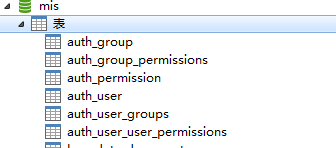 mis
表
auth_group
auth_group_permissions
auth_permission
auth_user
auth_user_groups
auth_user_user_permissions